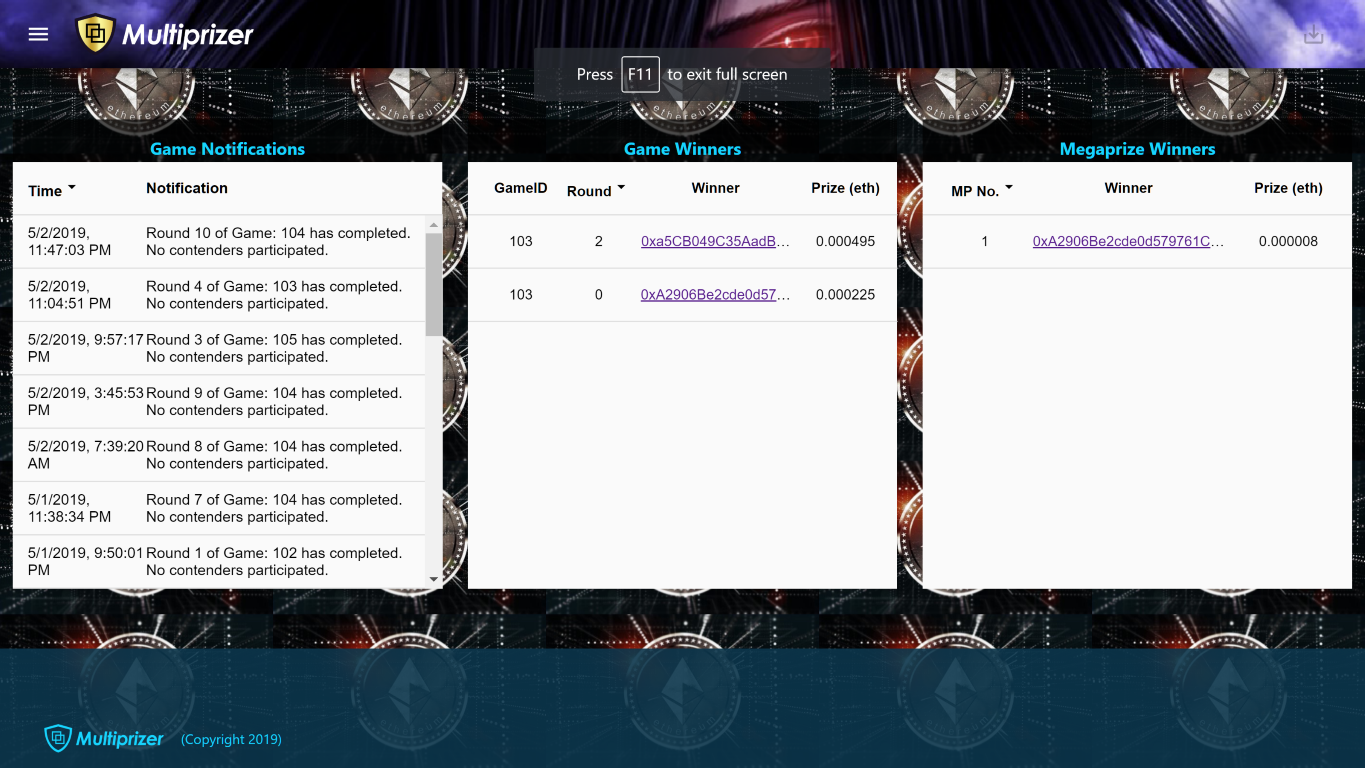 Multiprizer
Press F11 to exit full screen
Game Notifications
Time Notification
5/2/2019, 11:47:03 PM
Round 10 of Game: 104 has completed.
No contenders participated.
5/2/2019, 11:04:51 PM
Round 4 of Game: 103 has completed.
No contenders participated.
5/2/2019, 9:57:17 PM
Round 3 of Game: 105 has completed.
No contenders participated.
5/2/2019, 3:45:53 PM
Round 9 of Game: 104 has completed.
No contenders participated.
5/2/2019, 7:39:20 AM
Round 8 of Game: 104 has completed.
No contenders participated.
5/1/2019, 11:38:34 PM
Round 7 of Game: 104 has completed.
No contenders participated.
5/1/2019, 9:50:01 PM
Round 1 of Game: 102 has completed.
No contenders participated.
Game Winners
GameID Round Winner Prize (eth)
103 2 0xa5CB049C35AadB... 0.000495
103 0 0xA2906Be2cde0d57... 0.000225
Megaprize Winners
MP No. Winner Prize (eth)
1 0xA2906Be2cde0d579761C... 0.000008
ethereum
ethereum
ethereum
ethereum
ethereum
Multiprizer (Copyright 2019)